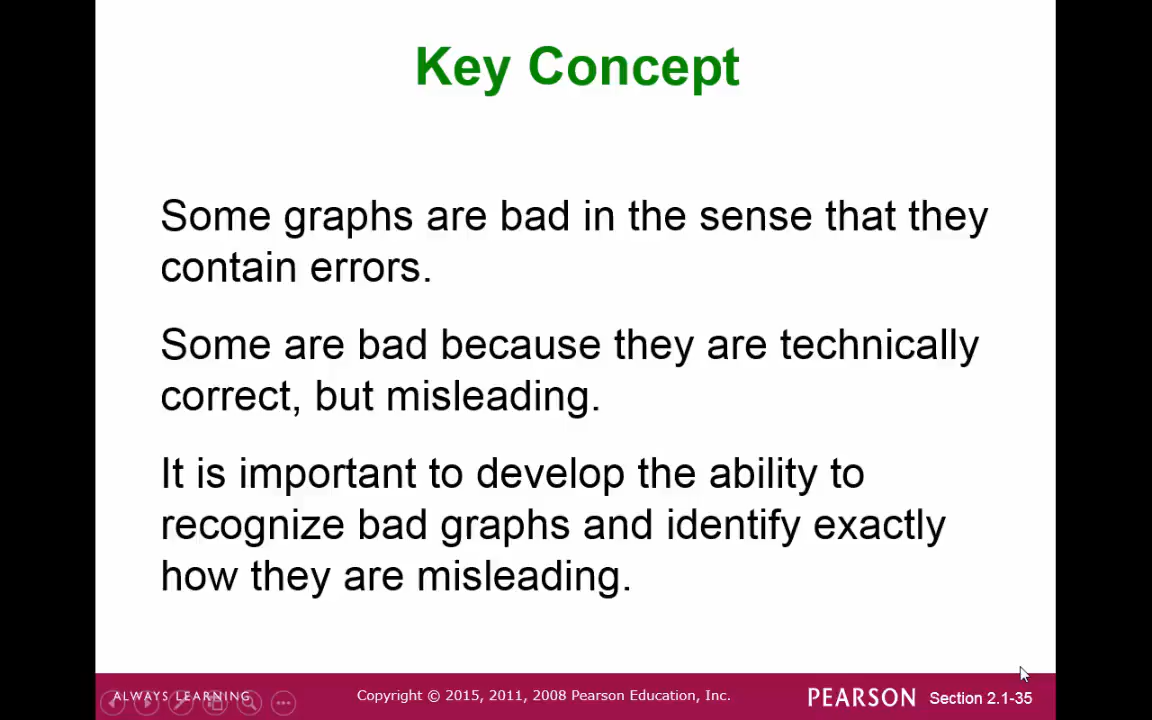 Key Concept
Some graphs are bad in the sense that they
contain errors.
Some are bad because they are technically
correct, but misleading.
It is important to develop the ability to
recognize bad graphs and identify exactly
how they are misleading.
ALWAYS LEARNING
Copyright © 2015, 2011, 2008 Pearson Education, Inc.
PEARSON
Section 2.1-35